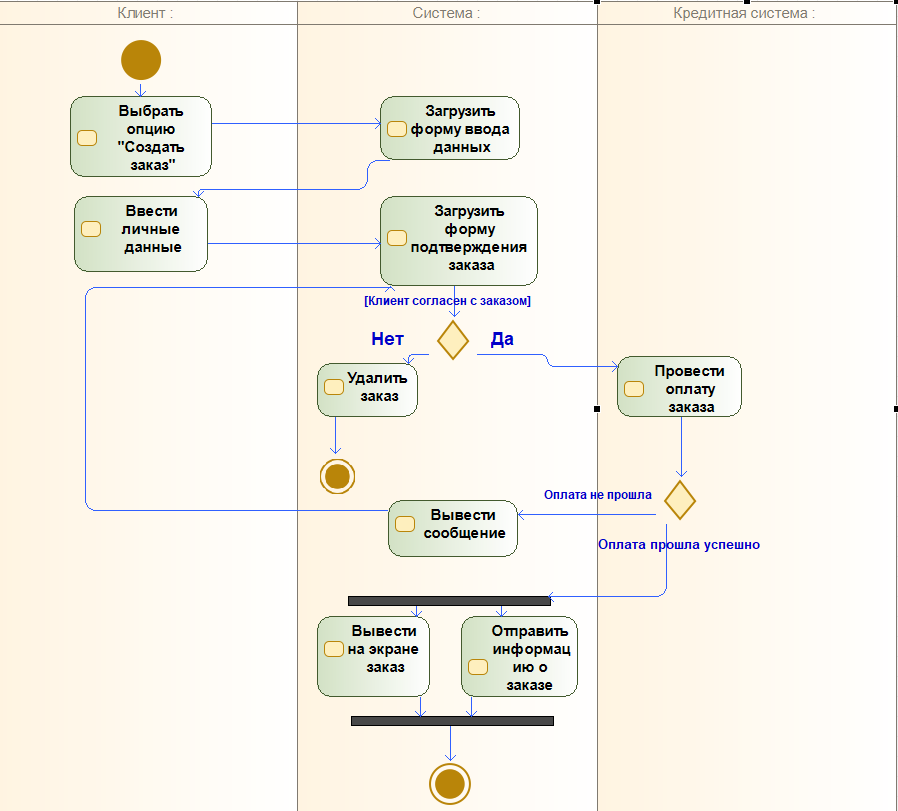 Клиент :
Система :
Кредитная система :
Выбрать
опцию
"Создать
заказ"
Загрузить
форму ввода
данных
Ввести
личные
данные
Загрузить
форму
подтверждения
заказа
[Клиент согласен с заказом]
Нет
Да
Удалить
заказ
Провести
оплату
заказа
Оплата не прошла
Вывести
сообщение
Оплата прошла успешно
Вывести
на экране
заказ
Отправить
информац
ию о
заказе